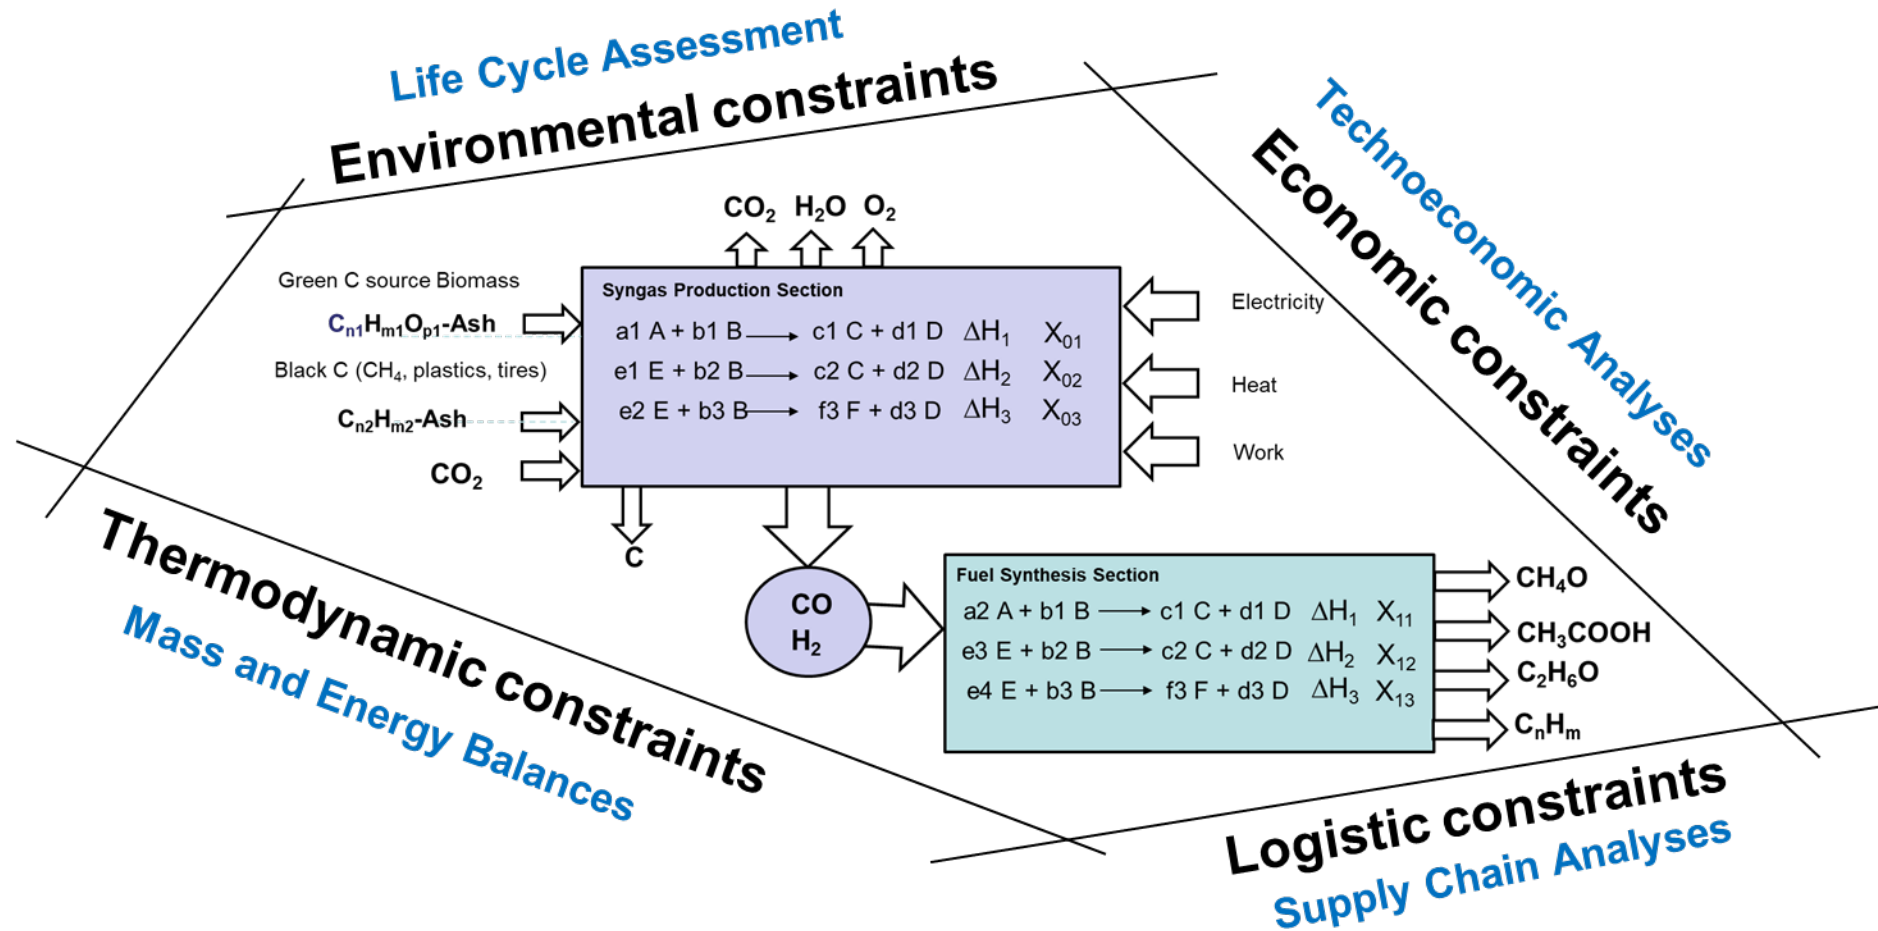 Life Cycle Assessment
Environmental constraints
Technoeconomic Analyses
Economic constraints
CO₂ H₂O O₂
Green C source Biomass
Cₙ₁Hₘ₁Oₚ₁-Ash
Black C (CH₄, plastics, tires)
Cₙ₂Hₘ₂-Ash
CO₂
Syngas Production Section
a1 A + b1 B → c1 C + d1 D ΔH₁ X₀₁
e1 E + b2 B → c2 C + d2 D ΔH₂ X₀₂
e2 E + b3 B → f3 F + d3 D ΔH₃ X₀₃
Electricity
Heat
Work
C
CO
H₂
Fuel Synthesis Section
a2 A + b1 B → c1 C + d1 D ΔH₁ X₁₁
e3 E + b2 B → c2 C + d2 D ΔH₂ X₁₂
e4 E + b3 B → f3 F + d3 D ΔH₃ X₁₃
CH₄O
CH₃COOH
C₂H₆O
CₙHₘ
Thermodynamic constraints
Mass and Energy Balances
Logistic constraints
Supply Chain Analyses